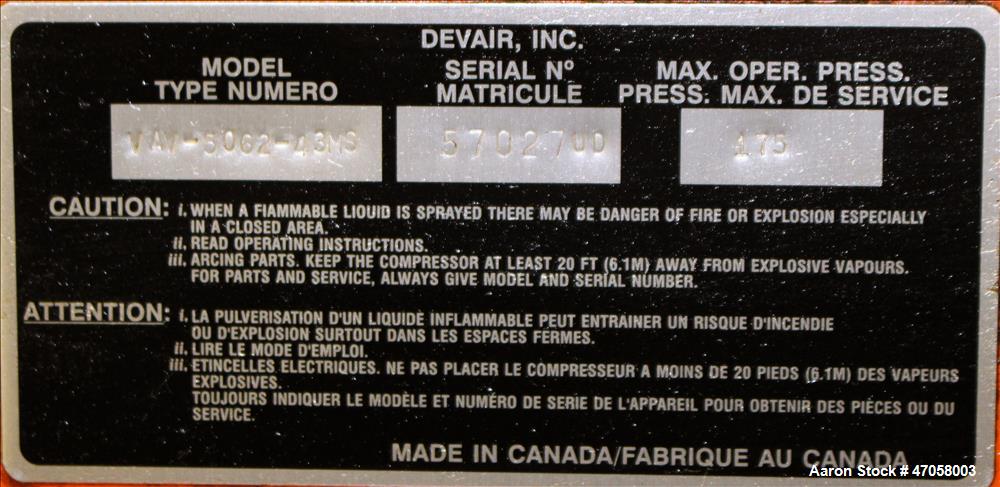 DEVAIR, INC.
MODEL
TYPE NUMERO
SERIAL Nº
MATRICULE
MAX. OPER. PRESS.
PRESS. MAX. DE SERVICE
VAV-5062-43MS
57027UD
175
CAUTION: i. WHEN A FIAMMABLE LIQUID IS SPRAYED THERE MAY BE DANGER OF FIRE OR EXPLOSION ESPECIALLY
IN A CLOSED AREA.
ii. READ OPERATING INSTRUCTIONS.
iii. ARCING PARTS. KEEP THE COMPRESSOR AT LEAST 20 FT (6.1M) AWAY FROM EXPLOSIVE VAPOURS.
FOR PARTS AND SERVICE, ALWAYS GIVE MODEL AND SERIAL NUMBER.
ATTENTION: i. LA PULVERISATION D'UN LIQUIDE INFLAMMABLE PEUT ENTRAINER UN RISQUE D'INCENDIE
OU D'EXPLOSION SURTOUT DANS LES ESPACES FERMES.
ii. LIRE LE MODE D'EMPLOI.
iii. ETINCELLES ELECTRIQUES. NE PAS PLACER LE COMPRESSEUR A MOINS DE 20 PIEDS (6.1M) DES VAPEURS
EXPLOSIVES.
TOUJOURS INDIQUER LE MODÈLE ET NUMÉRO DE SERIE DE L'APPAREIL POUR OBTENIR DES PIÈCES OU DU
SERVICE.
MADE IN CANADA/FABRIQUE AU CANADA
Aaron Stock # 47058003